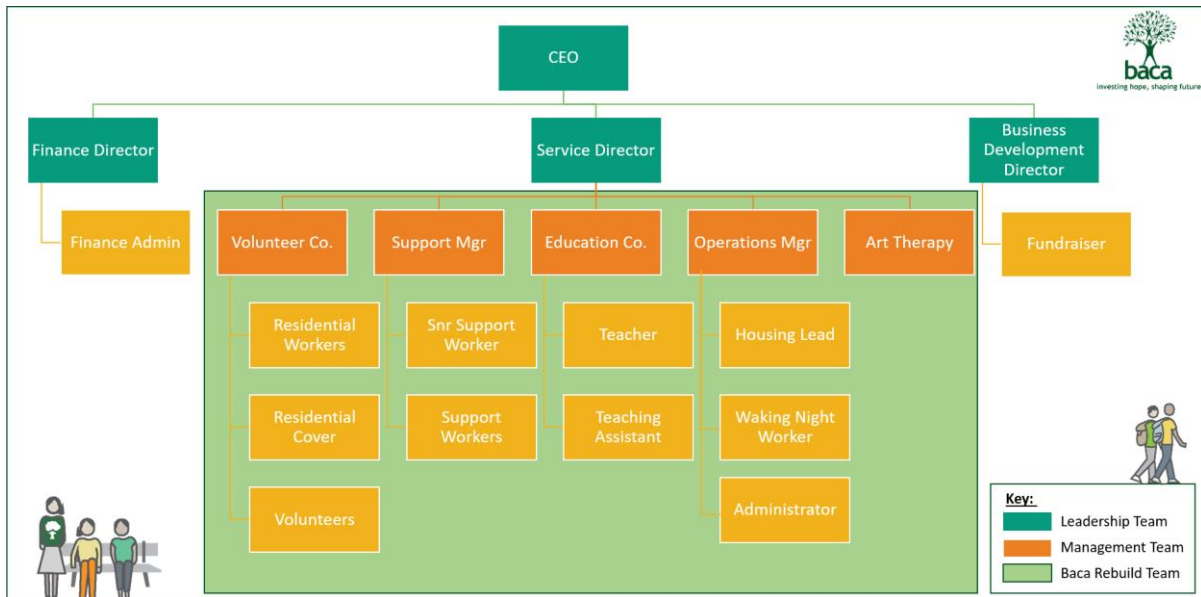 CEO
baca
investing hope, shaping future
Finance Director
Service Director
Business
Development
Director
Finance Admin
Volunteer Co.
Support Mgr
Education Co.
Operations Mgr
Art Therapy
Fundraiser
Residential
Workers
Snr Support
Worker
Teacher
Housing Lead
Residential
Cover
Support
Workers
Teaching
Assistant
Waking Night
Worker
Volunteers
Administrator
Key:
Leadership Team
Management Team
Baca Rebuild Team